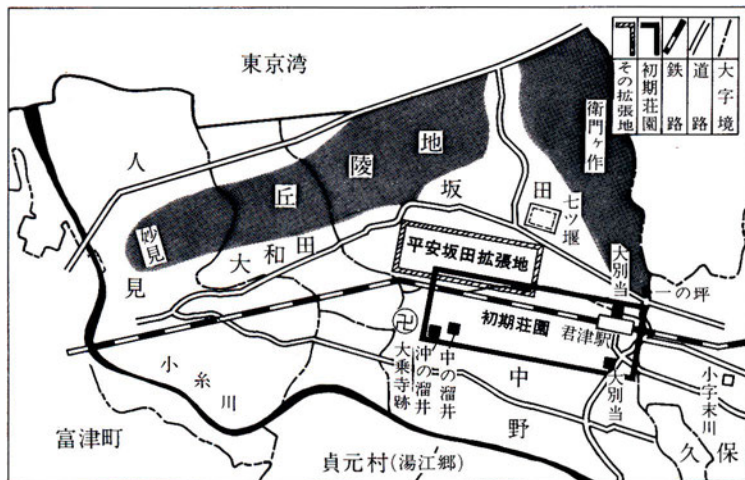 東京湾
その拡張地
初期荘園
鉄路
道路
大字境
衛門ヶ作
丘陵地
人見
妙見
大和田
坂田
七ツ堰
平安坂田拡張地
大別当
一の坪
初期荘園
君津駅
卍
大乗寺跡
沖の溜井
中の溜井
大別当
小字末川
中野
久保
小糸川
富津町
貞元村(湯江郷)